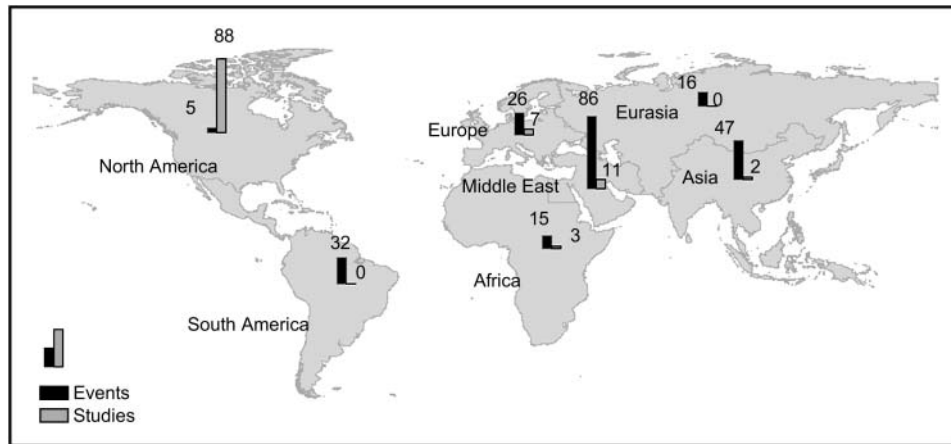 88
5
North America
26
7
Europe
86
11
Middle East
16
0
Eurasia
47
2
Asia
15
3
Africa
32
0
South America
Events
Studies